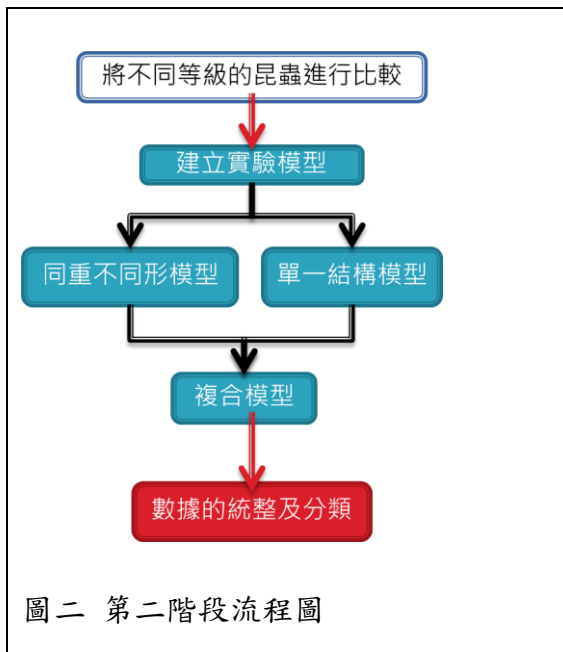 將不同等級的昆蟲進行比較
建立實驗模型
同重不同形模型
單一結構模型
複合模型
數據的統整及分類
圖二 第二階段流程圖